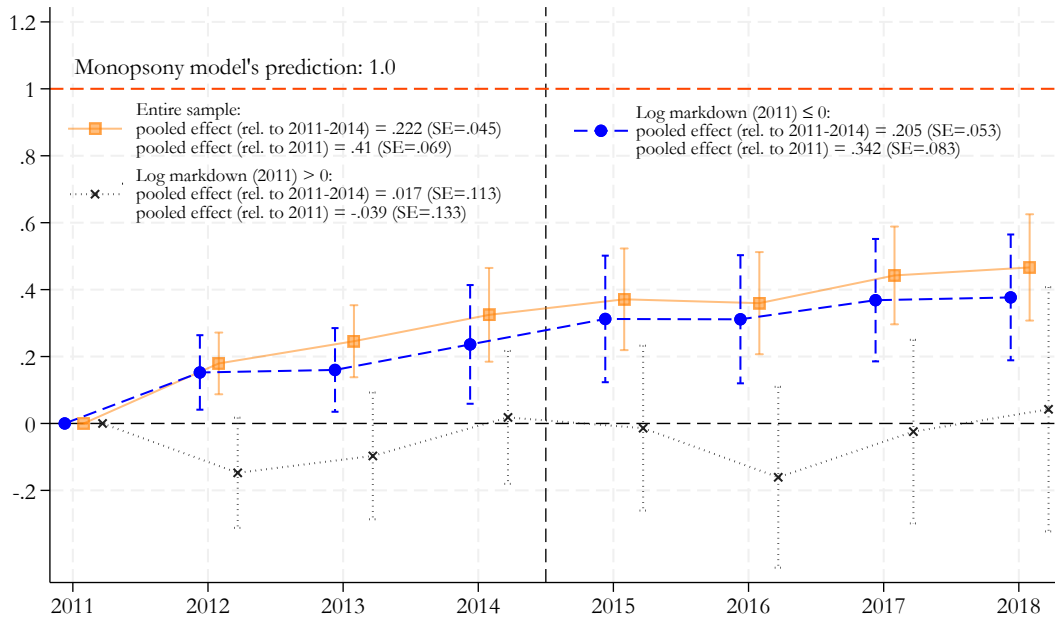 1.2
Monopsony model's prediction: 1.0
1
Entire sample:
pooled effect (rel. to 2011-2014) = .222 (SE=.045)
pooled effect (rel. to 2011) = .41 (SE=.069)
Log markdown (2011) > 0:
pooled effect (rel. to 2011-2014) = .017 (SE=.113)
pooled effect (rel. to 2011) = -.039 (SE=.133)
Log markdown (2011) ≤ 0:
pooled effect (rel. to 2011-2014) = .205 (SE=.053)
pooled effect (rel. to 2011) = .342 (SE=.083)
.8
.6
.4
.2
0
-.2
2011 2012 2013 2014 2015 2016 2017 2018